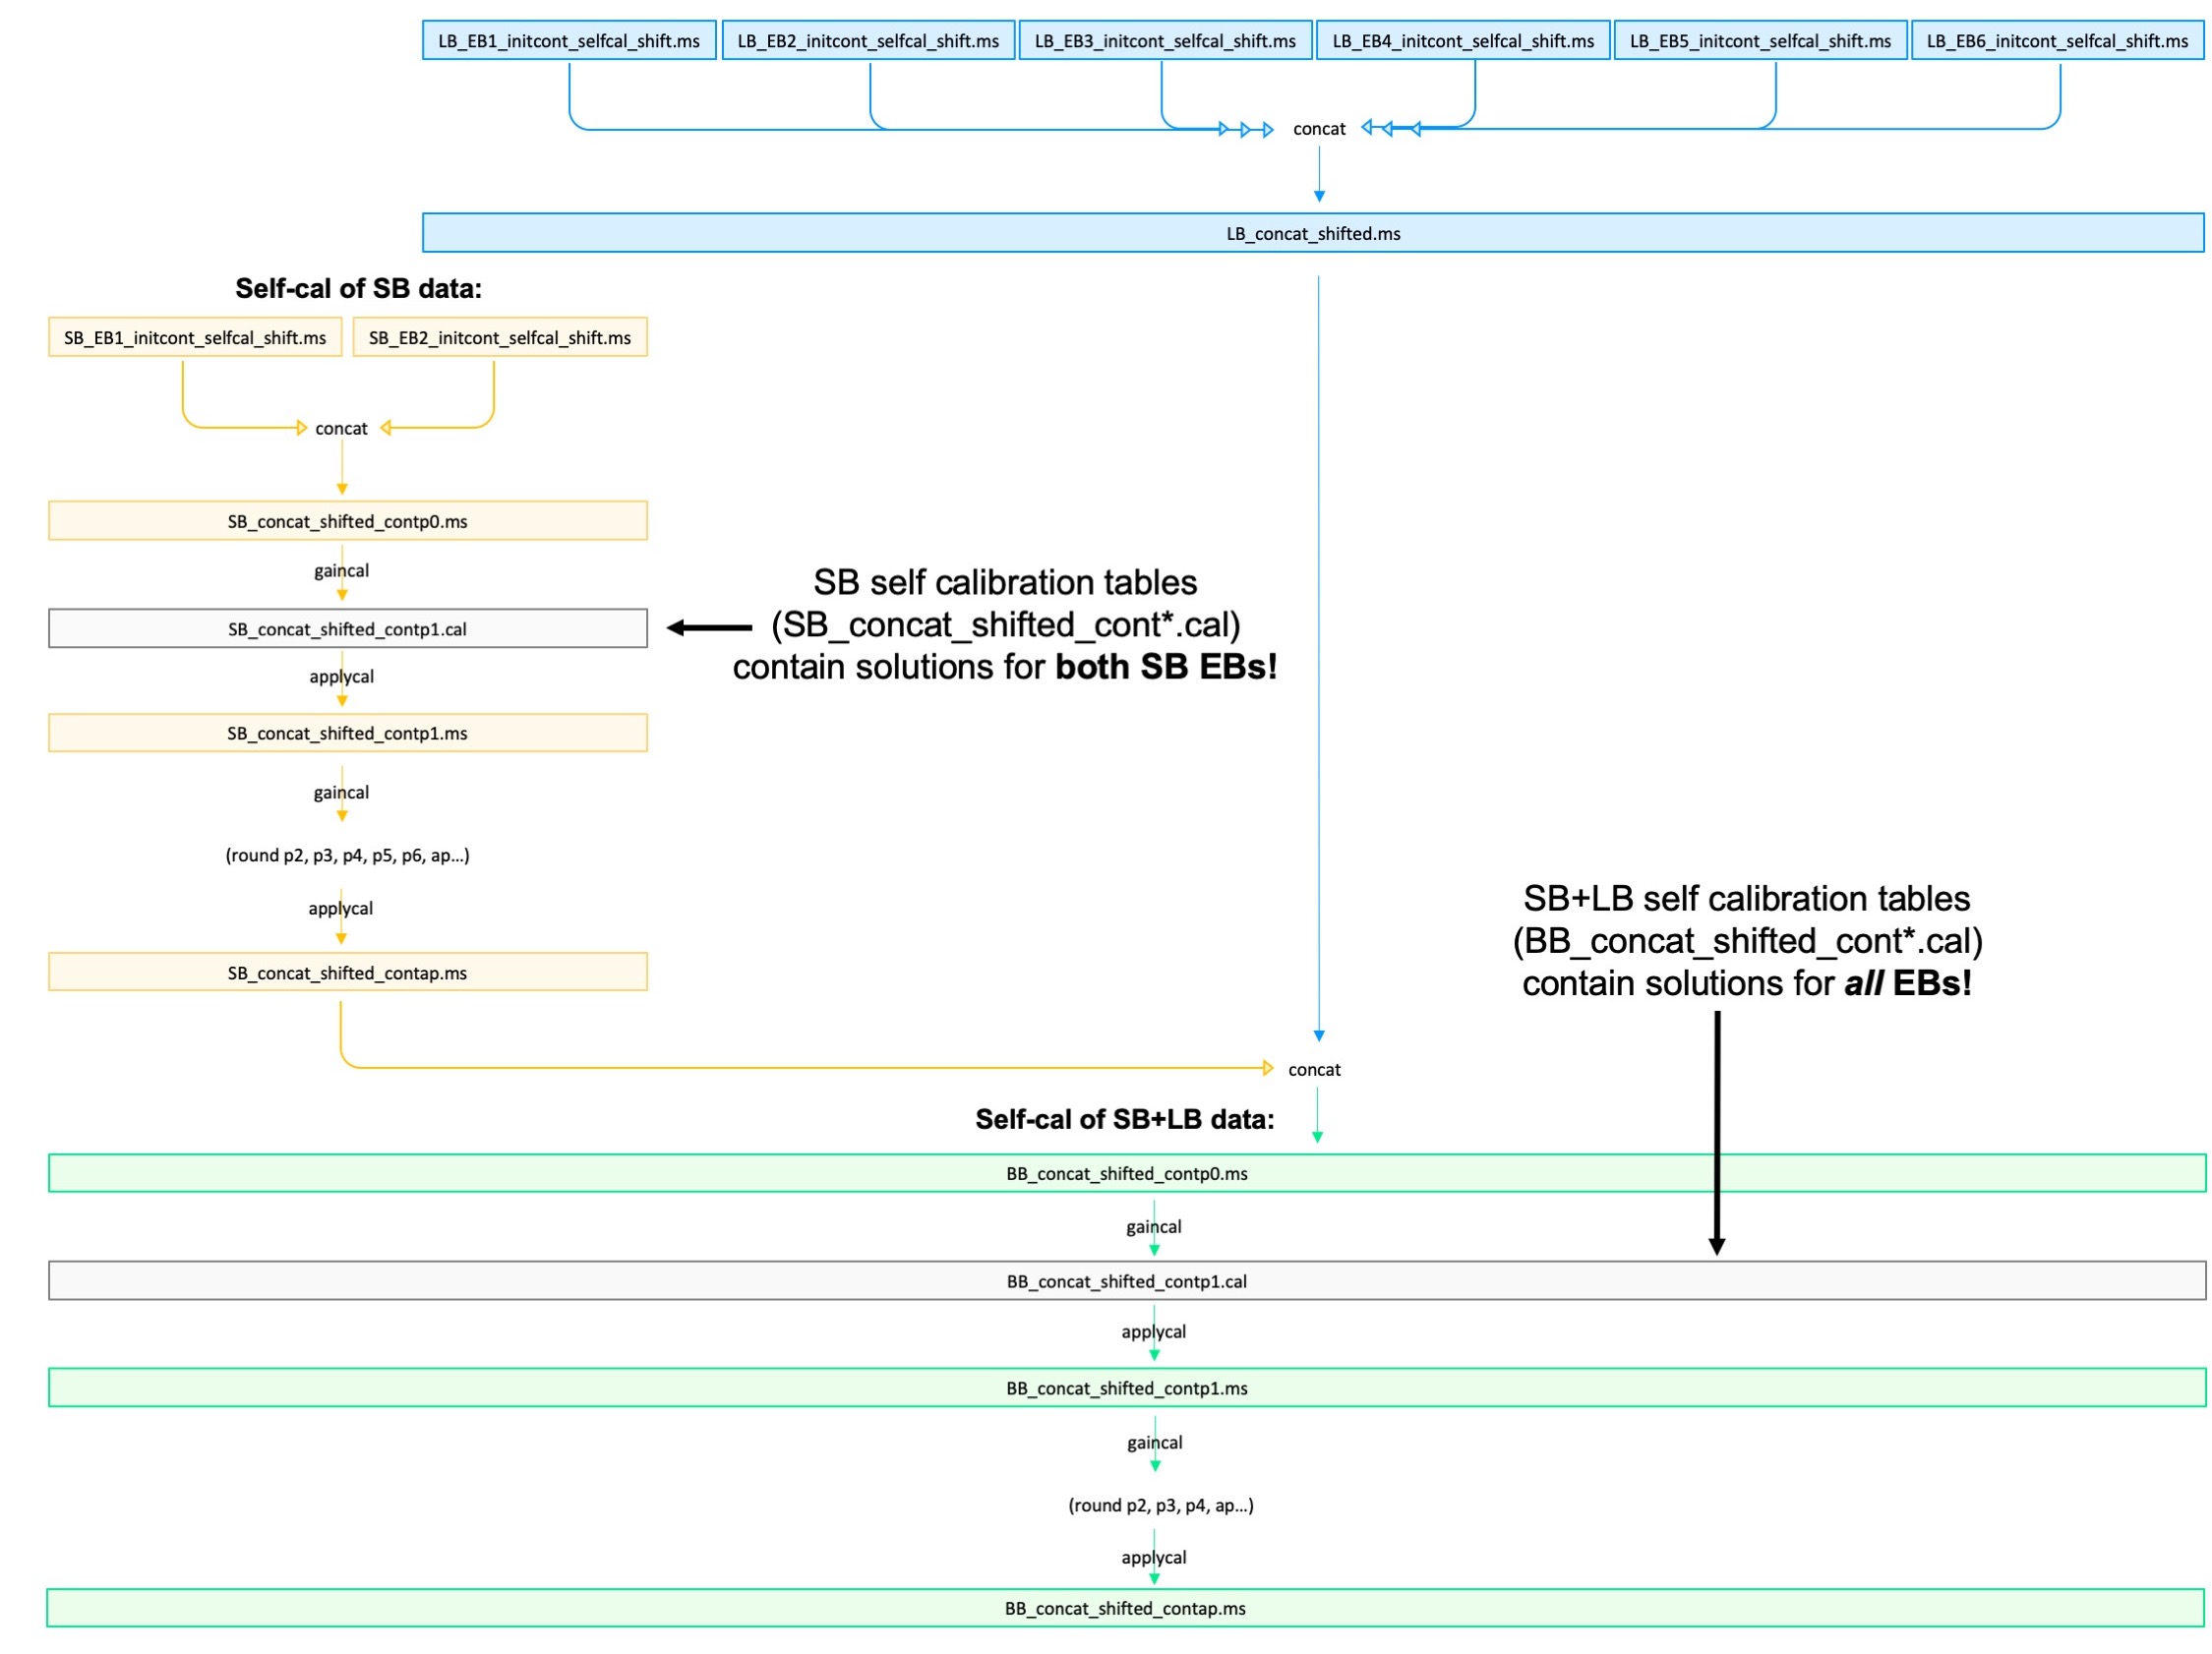 LB_EB1_initcont_selfcal_shift.ms
LB_EB2_initcont_selfcal_shift.ms
LB_EB3_initcont_selfcal_shift.ms
LB_EB4_initcont_selfcal_shift.ms
LB_EB5_initcont_selfcal_shift.ms
LB_EB6_initcont_selfcal_shift.ms
concat
LB_concat_shifted.ms
Self-cal of SB data:
SB_EB1_initcont_selfcal_shift.ms
SB_EB2_initcont_selfcal_shift.ms
concat
SB_concat_shifted_contp0.ms
gaincal
SB_concat_shifted_contp1.cal
applycal
SB_concat_shifted_contp1.ms
gaincal
(round p2, p3, p4, p5, p6, ap...)
applycal
SB_concat_shifted_contap.ms
SB self calibration tables
(SB_concat_shifted_cont*.cal)
contain solutions for both SB EBs!
SB+LB self calibration tables
(BB_concat_shifted_cont*.cal)
contain solutions for all EBs!
concat
Self-cal of SB+LB data:
BB_concat_shifted_contp0.ms
gaincal
BB_concat_shifted_contp1.cal
applycal
BB_concat_shifted_contp1.ms
gaincal
(round p2, p3, p4, ap...)
applycal
BB_concat_shifted_contap.ms